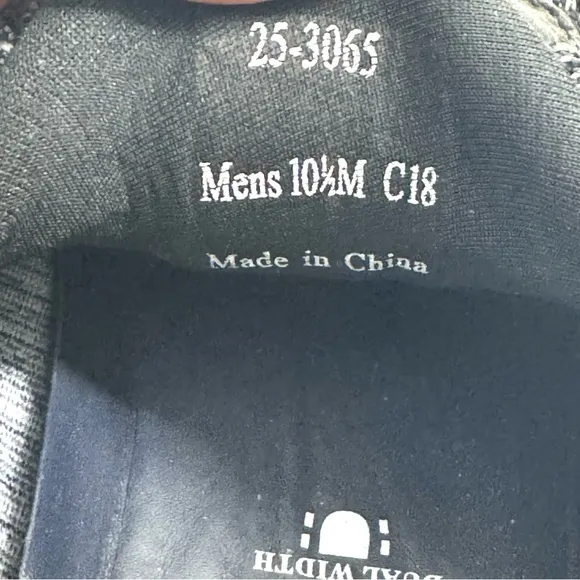 25-3065
Mens 10½M C18
Made in China
DUAL WIDTH